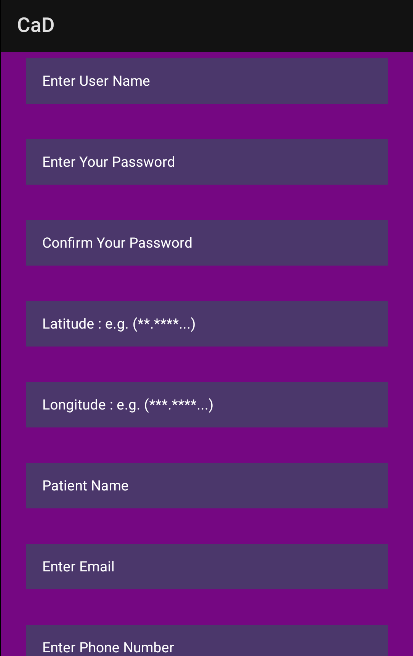 CaD
Enter User Name
Enter Your Password
Confirm Your Password
Latitude : e.g. (**.****...)
Longitude : e.g. (***.****...)
Patient Name
Enter Email
Enter Phone Number